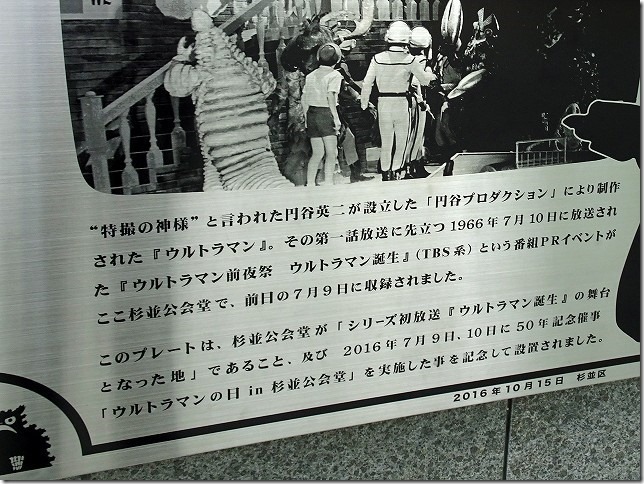 “特撮の神様”と言われた円谷英二が設立した「円谷プロダクション」により制作
された『ウルトラマン』。その第一話放送に先立つ1966年7月10日に放送され
た『ウルトラマン前夜祭　ウルトラマン誕生』(TBS系)という番組PRイベントが
ここ杉並公会堂で、前日の7月9日に収録されました。
このプレートは、杉並公会堂が「シリーズ初放送『ウルトラマン誕生』の舞台
となった地」であること、及び　2016年7月9日、10日に50年記念催事
「ウルトラマンの日 in 杉並公会堂」を実施した事を記念して設置されました。
2016年10月15日　杉並区